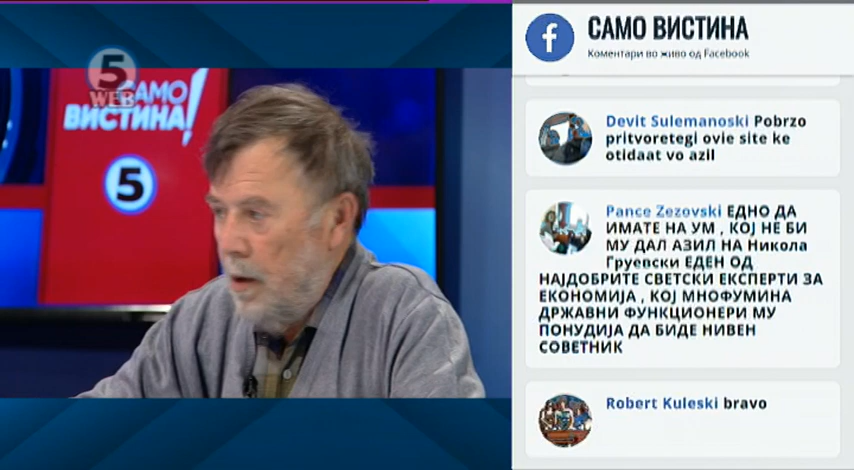 5
WEB
САМО
ВИСТИНА!
5
f
САМО ВИСТИНА
Коментари во живо од Facebook
Devit Sulemanoski Pobrzo
pritvoretegi ovie site ke
otidaat vo azil
Pance Zezovski ЕДНО ДА
ИМАТЕ НА УМ , КОЈ НЕ БИ
МУ ДАЛ АЗИЛ НА Никола
Груевски ЕДЕН ОД
НАЈДОБРИТЕ СВЕТСКИ ЕКСПЕРТИ ЗА
ЕКОНОМИЈА , КОЈ МНОФУМИНА
ДРЖАВНИ ФУНКЦИОНЕРИ МУ
ПОНУДИЈА ДА БИДЕ НИВЕН
СОВЕТНИК
Robert Kuleski bravo